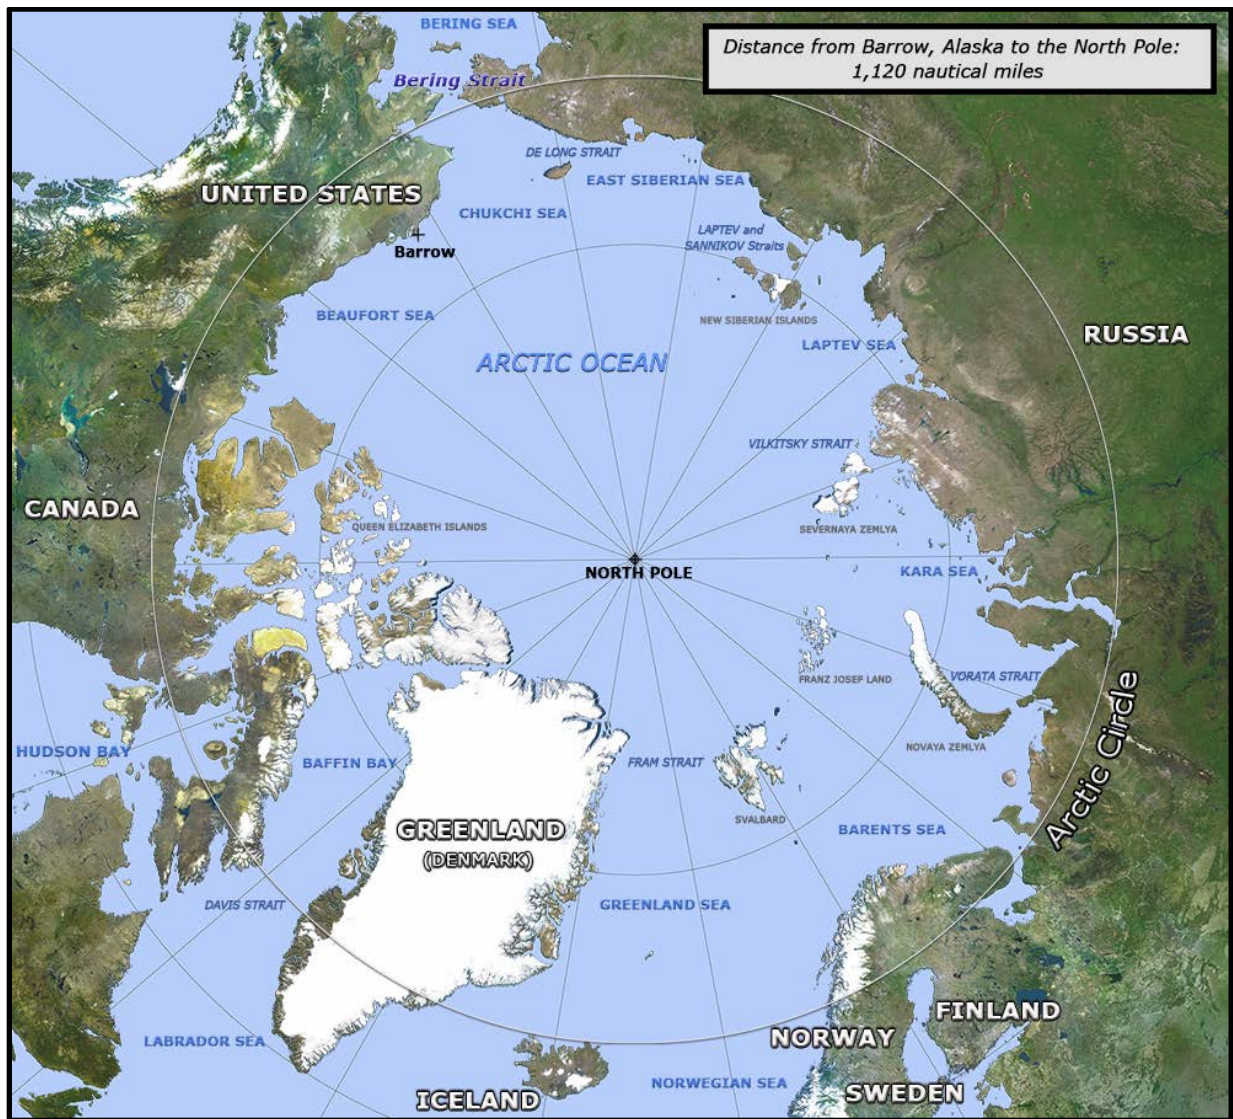 BERING SEA
Distance from Barrow, Alaska to the North Pole:
1,120 nautical miles
Bering Strait
DE LONG STRAIT
EAST SIBERIAN SEA
UNITED STATES
CHUKCHI SEA
LAPTEV and
SANNIKOV Straits
Barrow
BEAUFORT SEA
NEW SIBERIAN ISLANDS
RUSSIA
LAPTEV SEA
ARCTIC OCEAN
VILKITSKY STRAIT
CANADA
QUEEN ELIZABETH ISLANDS
SEVERNAYA ZEMLYA
NORTH POLE
KARA SEA
FRANZ JOSEF LAND
VORATA STRAIT
Arctic Circle
HUDSON BAY
BAFFIN BAY
FRAM STRAIT
NOVAYA ZEMLYA
SVALBARD
GREENLAND
(DENMARK)
BARENTS SEA
DAVIS STRAIT
GREENLAND SEA
FINLAND
LABRADOR SEA
NORWAY
ICELAND
NORWEGIAN SEA
SWEDEN